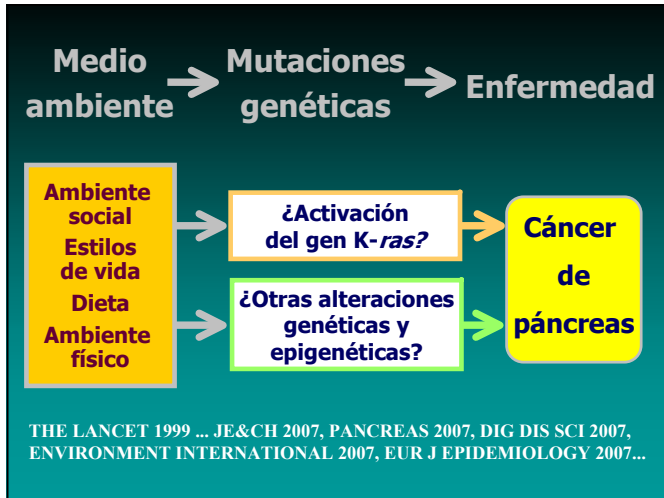 Medio
ambiente
Mutaciones
genéticas
Enfermedad
Ambiente
social
Estilos
de vida
Dieta
Ambiente
físico
¿Activación
del gen K-ras?
¿Otras alteraciones
genéticas y
epigenéticas?
Cáncer
de
páncreas
THE LANCET 1999 ... JE&CH 2007, PANCREAS 2007, DIG DIS SCI 2007,
ENVIRONMENT INTERNATIONAL 2007, EUR J EPIDEMIOLOGY 2007...